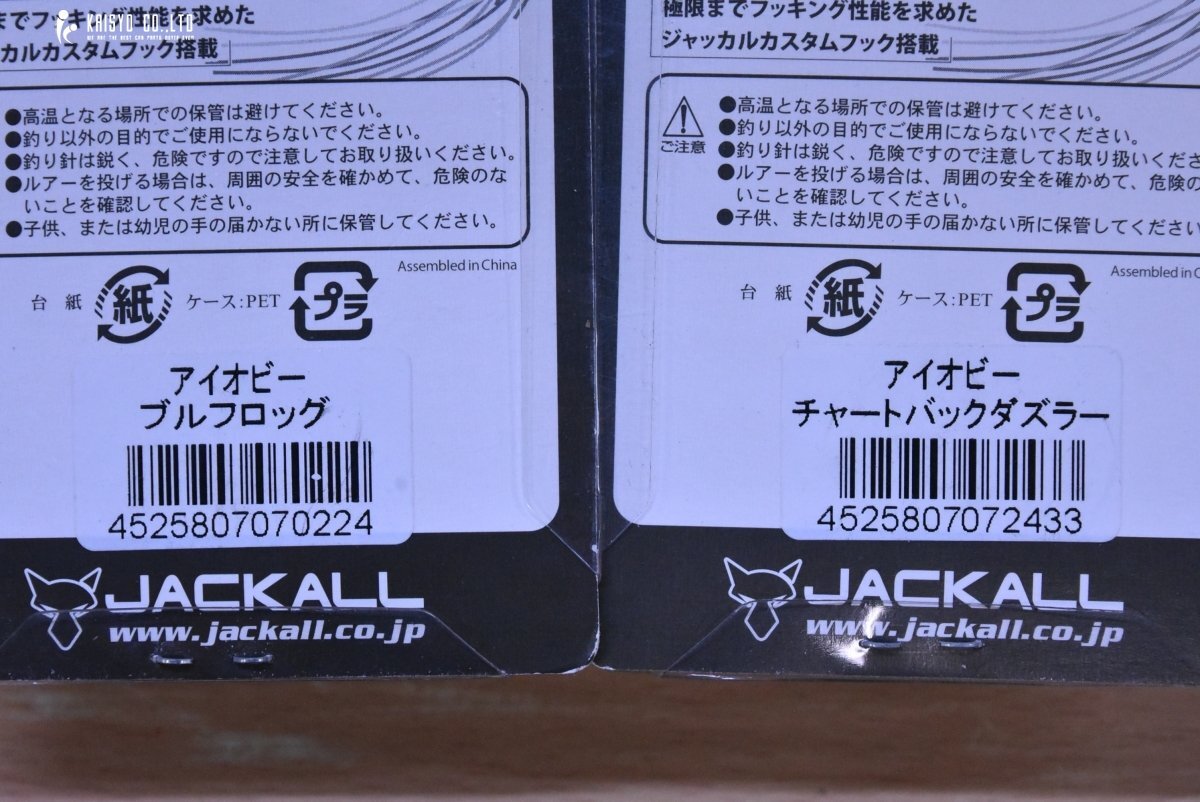 KAISYO CO.,LTD
WE ARE THE BEST CAR PARTS BUYER EVER.
までフッキング性能を求めた
ャッカルカスタムフック搭載
●高温となる場所での保管は避けてください。
●釣り以外の目的でご使用にならないでください。
●釣り針は鋭く、危険ですので注意してお取り扱いください。
●ルアーを投げる場合は、周囲の安全を確かめて、危険のな
いことを確認してください。
●子供、または幼児の手の届かない所に保管してください。
Assembled in China
台紙 紙 ケース:PET プラ
アイオビー
ブルフロッグ
4525807070224
JACKALL
www.jackall.co.jp
極限までフッキング性能を求めた
ジャッカルカスタムフック搭載
ご注意
●高温となる場所での保管は避けてください。
●釣り以外の目的でご使用にならないでください。
●釣り針は鋭く、危険ですので注意してお取り扱いくださ
●ルアーを投げる場合は、周囲の安全を確かめて、危険の
いことを確認してください。
●子供、または幼児の手の届かない所に保管してください
Assembled in
台紙 紙 ケース:PET プラ
アイオビー
チャートバックダズラー
4525807072433
JACKALL
www.jackall.co.jp